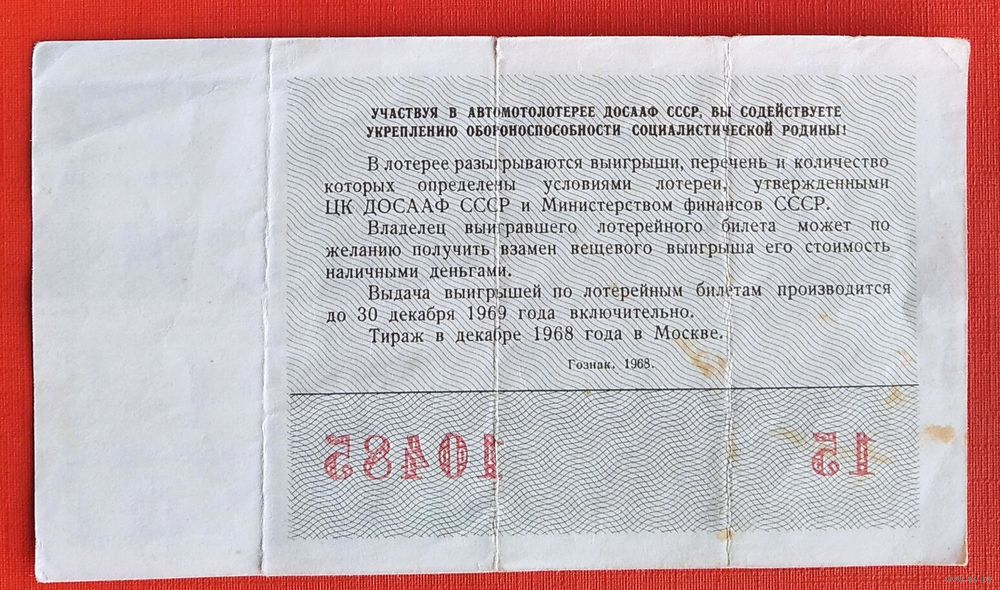 УЧАСТВУЯ В АВТОМОТОЛОТЕРЕЕ ДОСААФ СССР, ВЫ СОДЕЙСТВУЕТЕ
УКРЕПЛЕНИЮ ОБОРОНОСПОСОБНОСТИ СОЦИАЛИСТИЧЕСКОЙ РОДИНЫ!
В лотерее разыгрываются выигрыши, перечень и количество
которых определены условиями лотереи, утвержденными
ЦК ДОСААФ СССР и Министерством финансов СССР.
Владелец выигравшего лотерейного билета может по
желанию получить взамен вещевого выигрыша его стоимость
наличными деньгами.
Выдача выигрышей по лотерейным билетам производится
до 30 декабря 1969 года включительно.
Тираж в декабре 1968 года в Москве.
Гознак. 1968.
10485 15